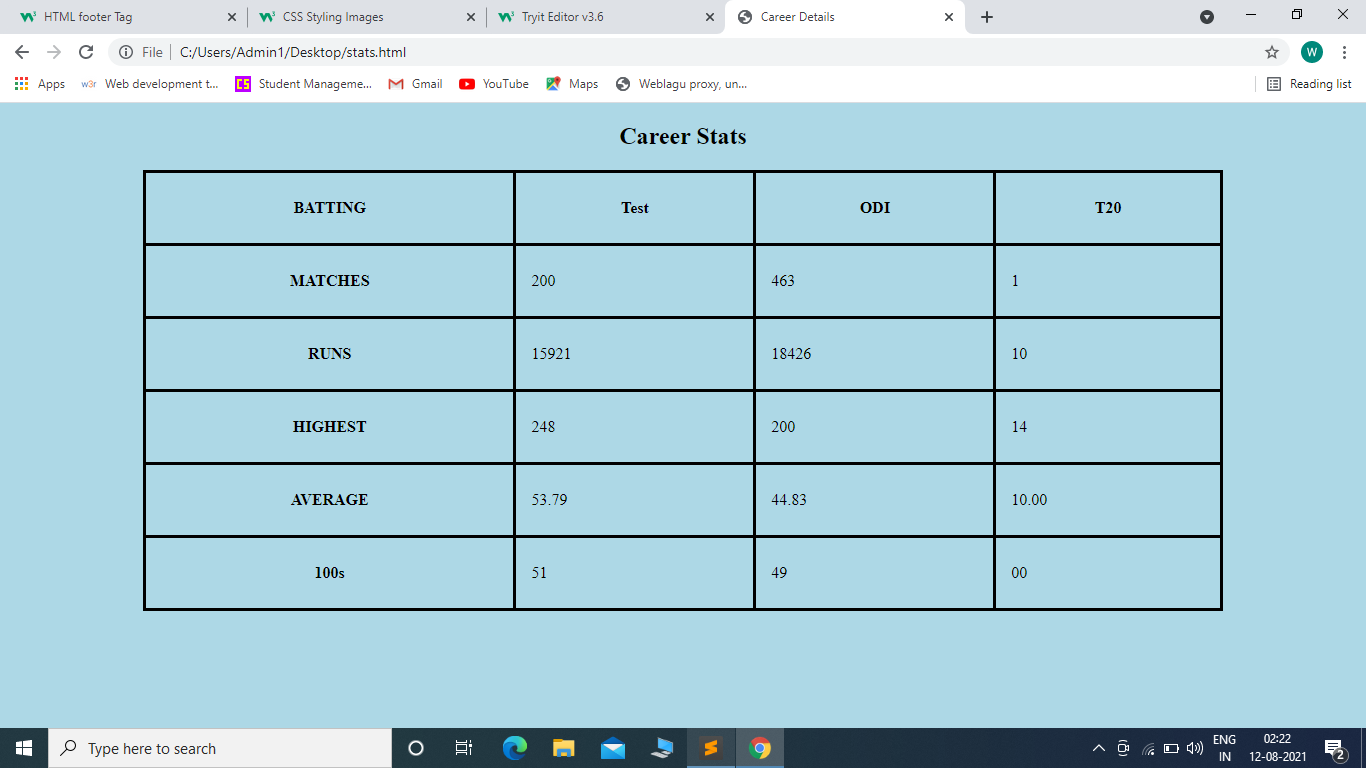 HTML footer Tag
CSS Styling Images
Tryit Editor v3.6
Career Details
File C:/Users/Admin1/Desktop/stats.html W
Apps w3r Web development t... CS Student Manageme... Gmail YouTube Maps Weblagu proxy, un... Reading list
Career Stats
BATTING Test ODI T20
MATCHES 200 463 1
RUNS 15921 18426 10
HIGHEST 248 200 14
AVERAGE 53.79 44.83 10.00
100s 51 49 00
Type here to search
ENG
IN
02:22
12-08-2021
2